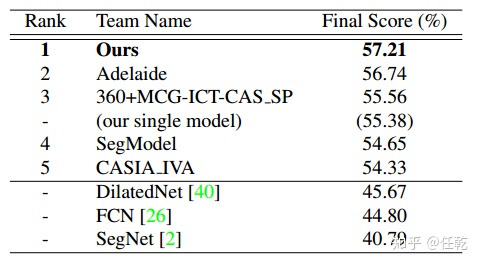 Rank Team Name Final Score (%)
1 Ours 57.21
2 Adelaide 56.74
3 360+MCG-ICT-CAS_SP 55.56
- (our single model) (55.38)
4 SegModel 54.65
5 CASIA_IVA 54.33
- DilatedNet [40] 45.67
- FCN [26] 44.80
- SegNet [2] 40.79
知乎 @任乾